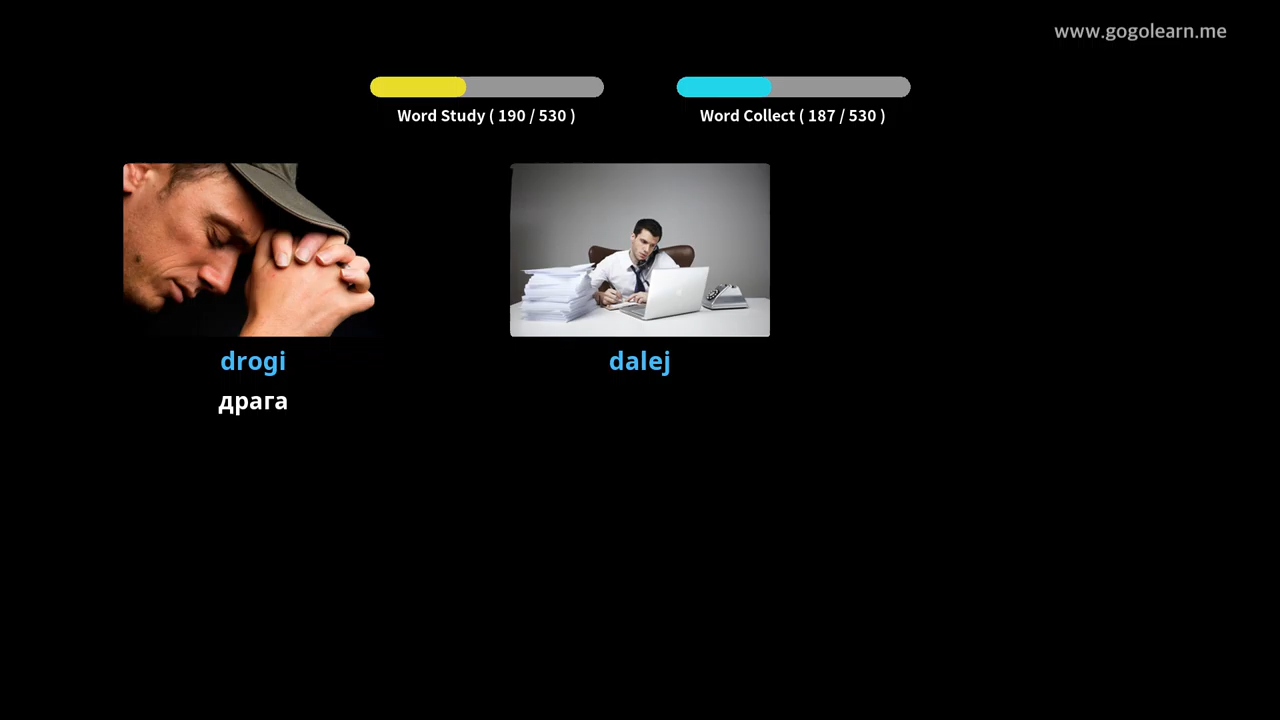 www.gogolearn.me
Word Study ( 190 / 530 )
Word Collect ( 187 / 530 )
drogi
dalej
драга